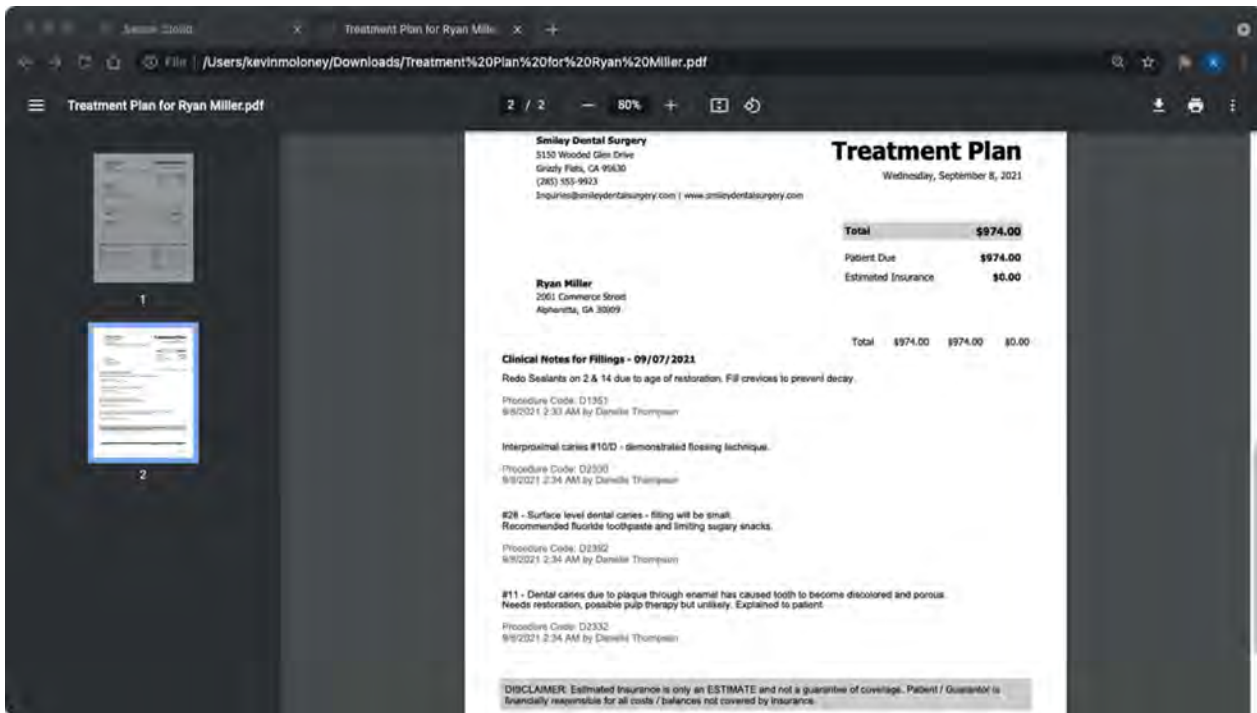 Sense Cloud
Treatment Plan for Ryan Mille
File | /Users/kevinmoloney/Downloads/Treatment%20Plan%20for%20Ryan%20Miller.pdf
Treatment Plan for Ryan Miller.pdf
2 / 2
80%
1
2
Smiley Dental Surgery
5150 Wooded Glen Drive
Grizzly Flats, CA 95630
(285) 555-9923
Inquiries@smileydentalsurgery.com | www.smileydentalsurgery.com
Treatment Plan
Wednesday, September 8, 2021
Total $974.00
Patient Due $974.00
Estimated Insurance $0.00
Ryan Miller
2001 Commerce Street
Alpharetta, GA 30009
Total $974.00 $974.00 $0.00
Clinical Notes for Fillings - 09/07/2021
Redo Sealants on 2 & 14 due to age of restoration. Fill crevices to prevent decay.
Procedure Code: D1351
9/8/2021 2:33 AM by Danielle Thompson
Interproximal caries #10/D - demonstrated flossing technique.
Procedure Code: D2330
9/8/2021 2:34 AM by Danielle Thompson
#28 - Surface level dental caries - filling will be small.
Recommended fluoride toothpaste and limiting sugary snacks.
Procedure Code: D2392
9/8/2021 2:34 AM by Danielle Thompson
#11 - Dental caries due to plaque through enamel has caused tooth to become discolored and porous.
Needs restoration, possible pulp therapy but unlikely. Explained to patient
Procedure Code: D2332
9/8/2021 2:34 AM by Danielle Thompson
DISCLAIMER: Estimated Insurance is only an ESTIMATE and not a guarantee of coverage. Patient / Guarantor is
financially responsible for all costs / balances not covered by insurance.